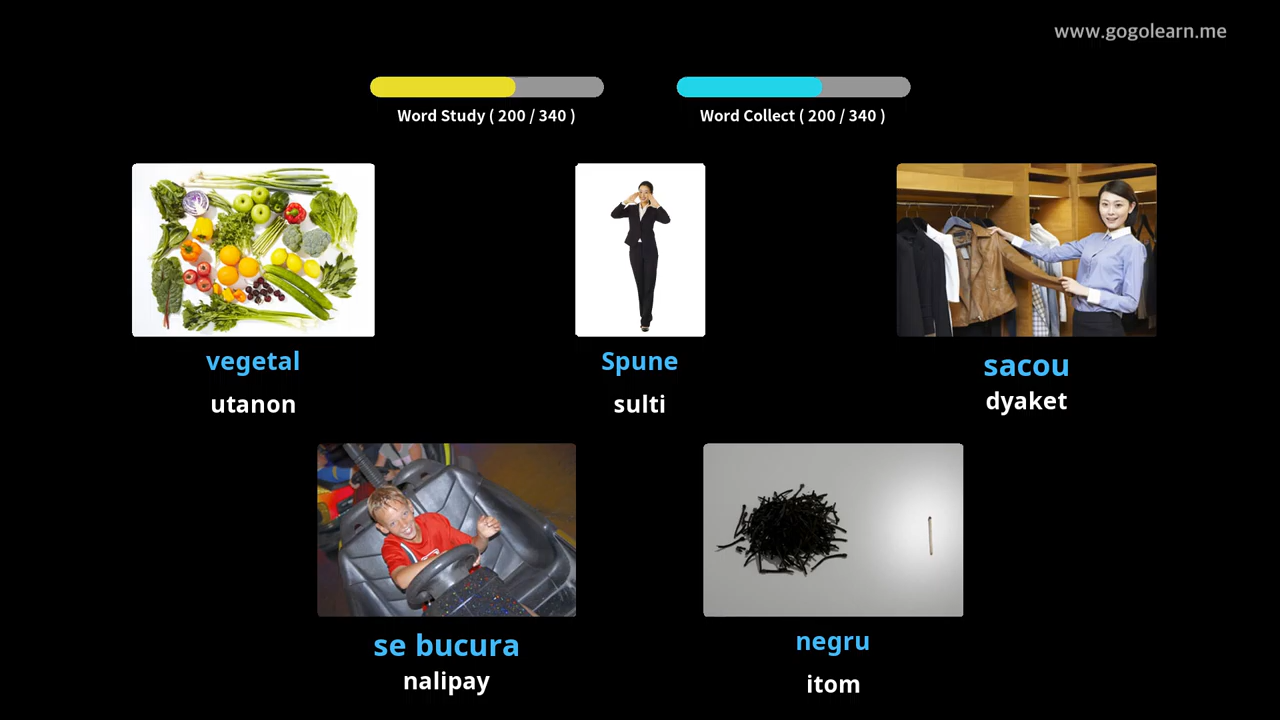 www.gogolearn.me
Word Study ( 200 / 340 )
Word Collect ( 200 / 340 )
vegetal
utanon
Spune
sulti
sacou
dyaket
se bucura
nalipay
negru
itom